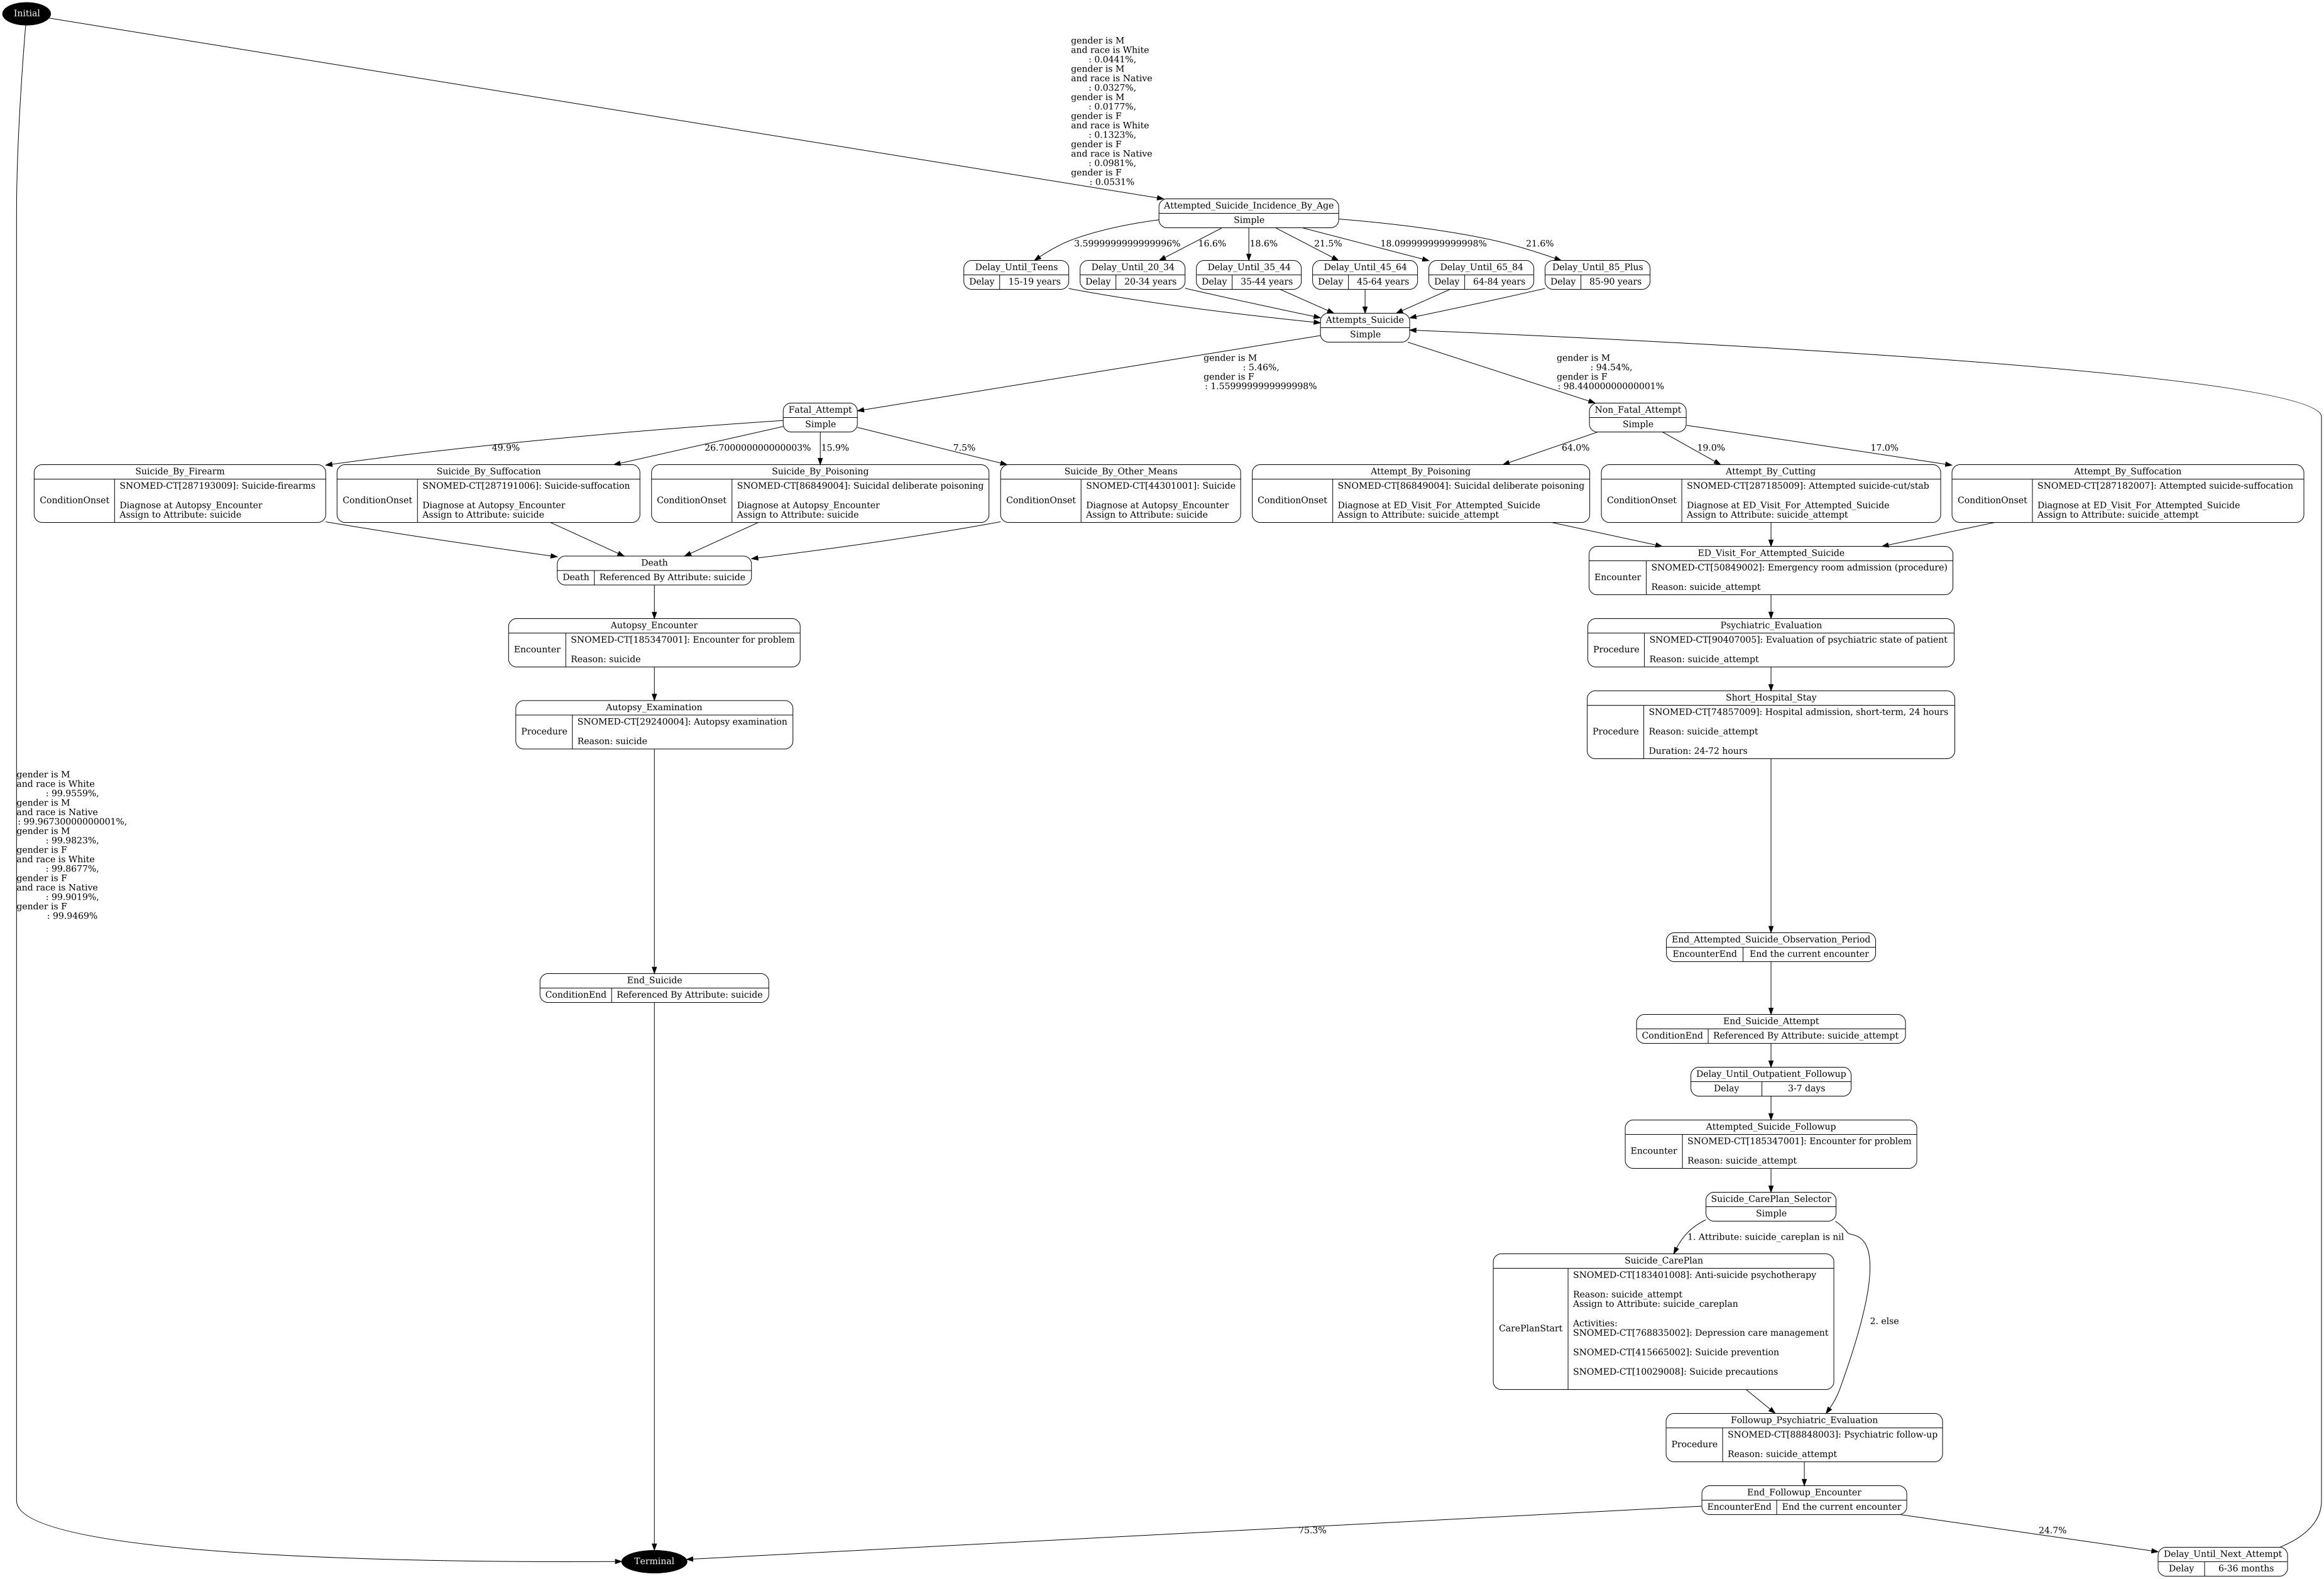 Initial
gender is M
and race is White
: 0.0441%,
gender is M
and race is Native
: 0.0327%,
gender is M
: 0.0177%,
gender is F
and race is White
: 0.1323%,
gender is F
and race is Native
: 0.0981%,
gender is F
: 0.0531%
Attempted_Suicide_Incidence_By_Age
Simple
3.5999999999999996%
16.6%
18.6%
21.5%
18.099999999999998%
21.6%
Delay_Until_Teens
Delay 15-19 years
Delay_Until_20_34
Delay 20-34 years
Delay_Until_35_44
Delay 35-44 years
Delay_Until_45_64
Delay 45-64 years
Delay_Until_65_84
Delay 64-84 years
Delay_Until_85_Plus
Delay 85-90 years
Attempts_Suicide
Simple
gender is M
: 5.46%,
gender is F
: 1.5599999999999998%
gender is M
: 94.54%,
gender is F
: 98.44000000000001%
Fatal_Attempt
Simple
Non_Fatal_Attempt
Simple
49.9%
26.700000000000003%
15.9%
7.5%
64.0%
19.0%
17.0%
Suicide_By_Firearm
ConditionOnset
SNOMED-CT[287193009]: Suicide-firearms
Diagnose at Autopsy_Encounter
Assign to Attribute: suicide
Suicide_By_Suffocation
ConditionOnset
SNOMED-CT[287191006]: Suicide-suffocation
Diagnose at Autopsy_Encounter
Assign to Attribute: suicide
Suicide_By_Poisoning
ConditionOnset
SNOMED-CT[86849004]: Suicidal deliberate poisoning
Diagnose at Autopsy_Encounter
Assign to Attribute: suicide
Suicide_By_Other_Means
ConditionOnset
SNOMED-CT[44301001]: Suicide
Diagnose at Autopsy_Encounter
Assign to Attribute: suicide
Attempt_By_Poisoning
ConditionOnset
SNOMED-CT[86849004]: Suicidal deliberate poisoning
Diagnose at ED_Visit_For_Attempted_Suicide
Assign to Attribute: suicide_attempt
Attempt_By_Cutting
ConditionOnset
SNOMED-CT[287185009]: Attempted suicide-cut/stab
Diagnose at ED_Visit_For_Attempted_Suicide
Assign to Attribute: suicide_attempt
Attempt_By_Suffocation
ConditionOnset
SNOMED-CT[287182007]: Attempted suicide-suffocation
Diagnose at ED_Visit_For_Attempted_Suicide
Assign to Attribute: suicide_attempt
Death
Death Referenced By Attribute: suicide
Autopsy_Encounter
Encounter
SNOMED-CT[185347001]: Encounter for problem
Reason: suicide
Autopsy_Examination
Procedure
SNOMED-CT[29240004]: Autopsy examination
Reason: suicide
ED_Visit_For_Attempted_Suicide
Encounter
SNOMED-CT[50849002]: Emergency room admission (procedure)
Reason: suicide_attempt
Psychiatric_Evaluation
Procedure
SNOMED-CT[90407005]: Evaluation of psychiatric state of patient
Reason: suicide_attempt
Short_Hospital_Stay
Procedure
SNOMED-CT[74857009]: Hospital admission, short-term, 24 hours
Reason: suicide_attempt
Duration: 24-72 hours
gender is M
and race is White
: 99.9559%,
gender is M
and race is Native
: 99.96730000000001%,
gender is M
: 99.9823%,
gender is F
and race is White
: 99.8677%,
gender is F
and race is Native
: 99.9019%,
gender is F
: 99.9469%
End_Attempted_Suicide_Observation_Period
EncounterEnd End the current encounter
End_Suicide
ConditionEnd Referenced By Attribute: suicide
End_Suicide_Attempt
ConditionEnd Referenced By Attribute: suicide_attempt
Delay_Until_Outpatient_Followup
Delay 3-7 days
Attempted_Suicide_Followup
Encounter
SNOMED-CT[185347001]: Encounter for problem
Reason: suicide_attempt
Suicide_CarePlan_Selector
Simple
1. Attribute: suicide_careplan is nil
Suicide_CarePlan
CarePlanStart
SNOMED-CT[183401008]: Anti-suicide psychotherapy
Reason: suicide_attempt
Assign to Attribute: suicide_careplan
Activities:
SNOMED-CT[768835002]: Depression care management
SNOMED-CT[415665002]: Suicide prevention
SNOMED-CT[10029008]: Suicide precautions
2. else
Followup_Psychiatric_Evaluation
Procedure
SNOMED-CT[88848003]: Psychiatric follow-up
Reason: suicide_attempt
End_Followup_Encounter
EncounterEnd End the current encounter
75.3%
24.7%
Terminal
Delay_Until_Next_Attempt
Delay 6-36 months